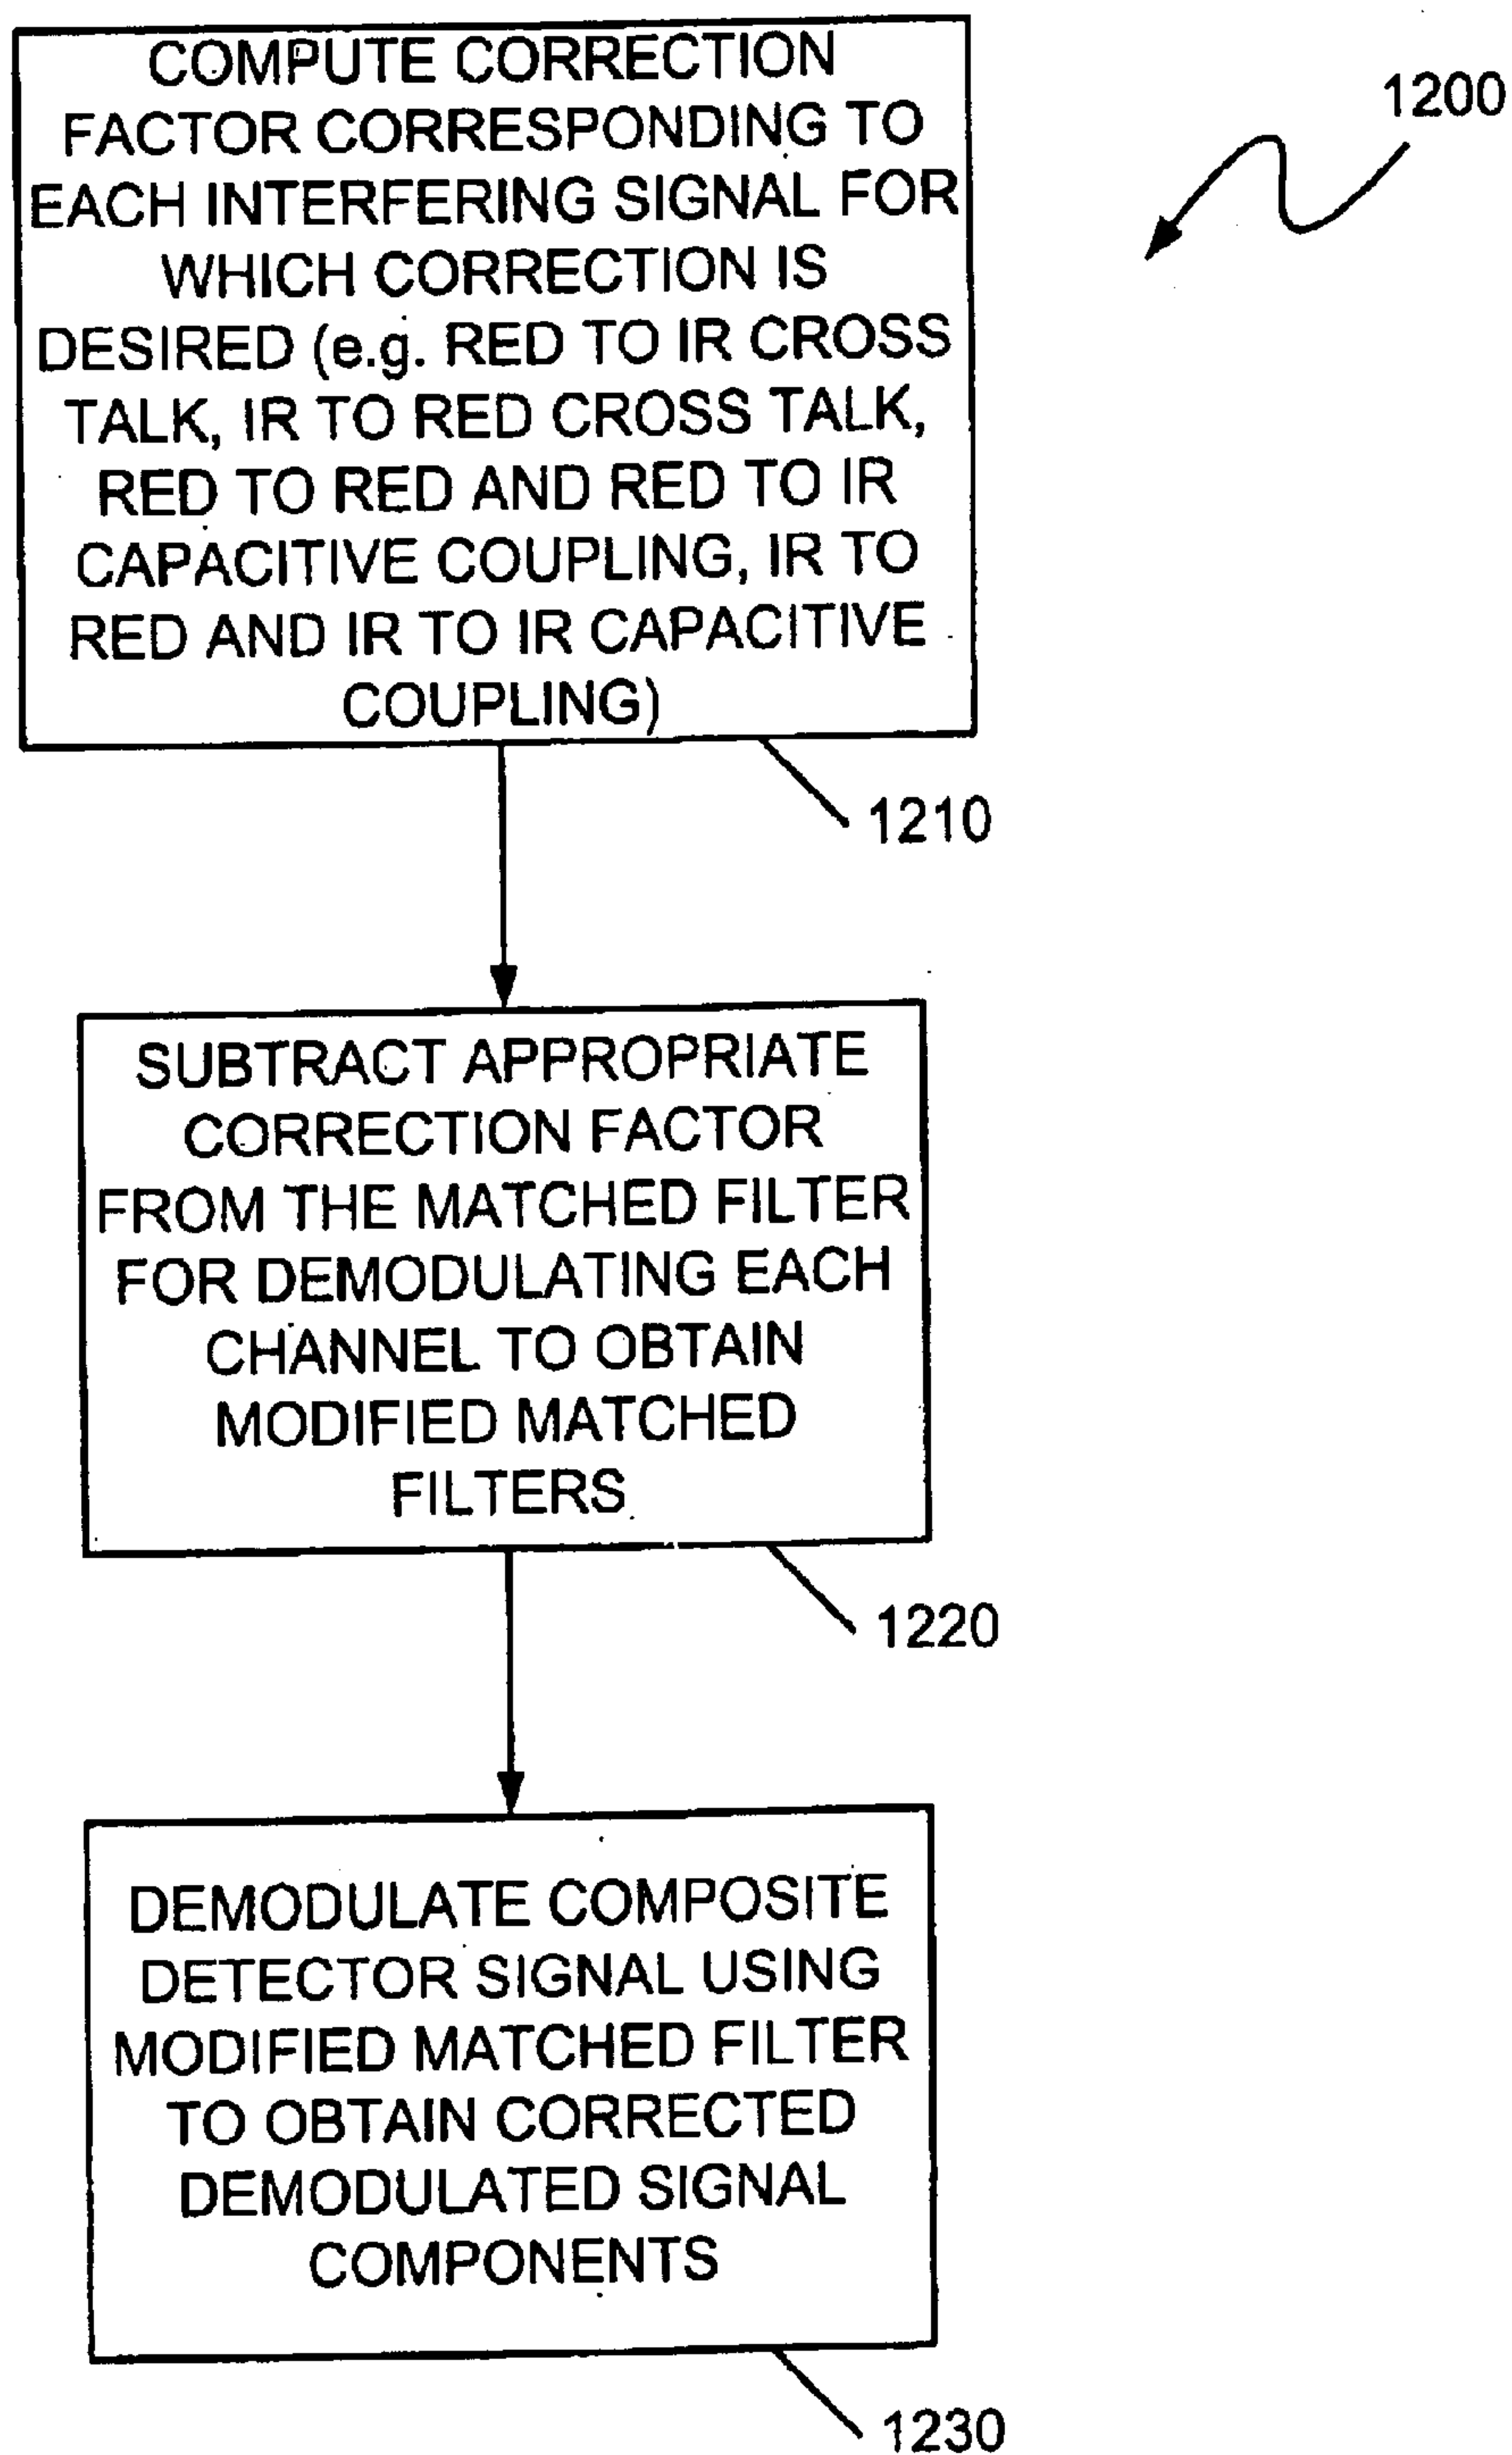 COMPUTE CORRECTION
FACTOR CORRESPONDING TO
EACH INTERFERING SIGNAL FOR
WHICH CORRECTION IS
DESIRED (e.g. RED TO IR CROSS
TALK, IR TO RED CROSS TALK,
RED TO RED AND RED TO IR
CAPACITIVE COUPLING, IR TO
RED AND IR TO IR CAPACITIVE
COUPLING)
1200
1210
SUBTRACT APPROPRIATE
CORRECTION FACTOR
FROM THE MATCHED FILTER
FOR DEMODULATING EACH
CHANNEL TO OBTAIN
MODIFIED MATCHED
FILTERS
1220
DEMODULATE COMPOSITE
DETECTOR SIGNAL USING
MODIFIED MATCHED FILTER
TO OBTAIN CORRECTED
DEMODULATED SIGNAL
COMPONENTS
1230